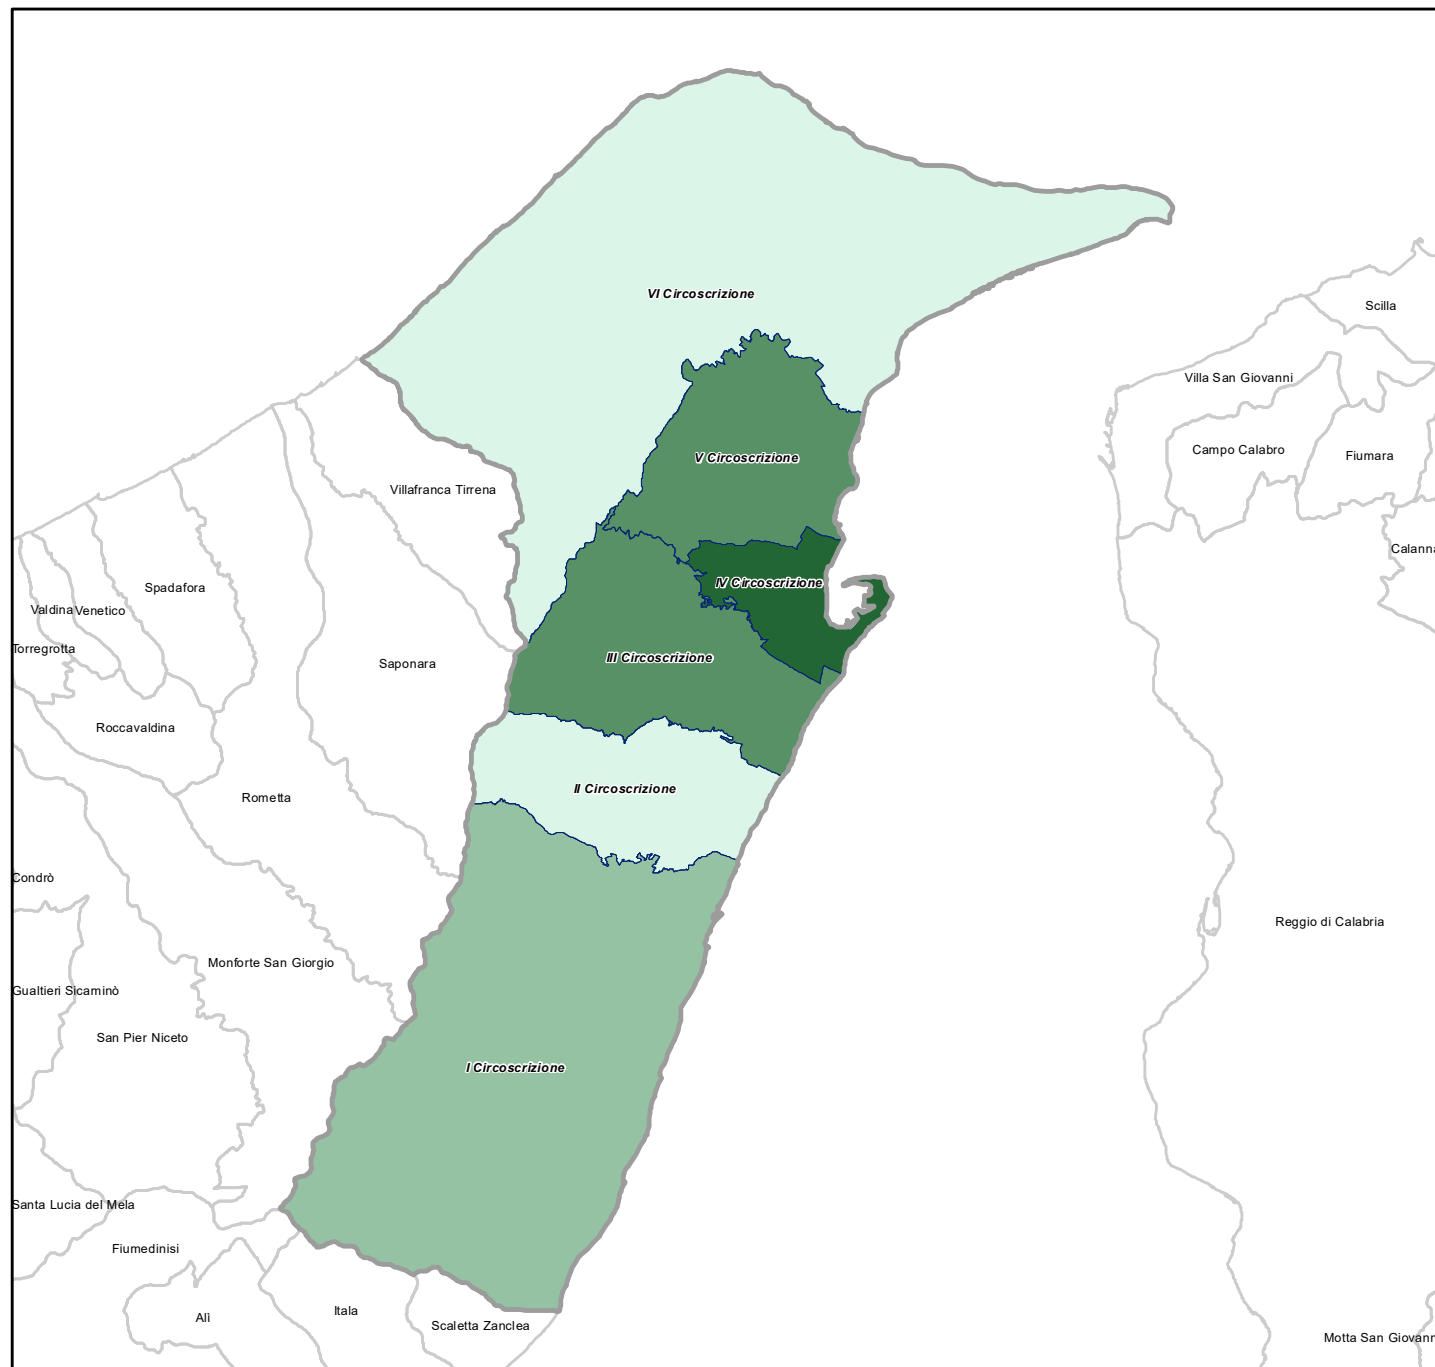 VI Circoscrizione
Scilla
Villa San Giovanni
Campo Calabro
Fiumara
V Circoscrizione
Villafranca Tirrena
Calanna
Spadafora
IV Circoscrizione
Valdina
Venetico
Torregrotta
III Circoscrizione
Saponara
Roccavaldina
II Circoscrizione
Rometta
Condrò
Reggio di Calabria
Monforte San Giorgio
Gualtieri Sicaminò
San Pier Niceto
I Circoscrizione
Santa Lucia del Mela
Fiumedinisi
Itala
Alì
Scaletta Zanclea
Motta San Giovann